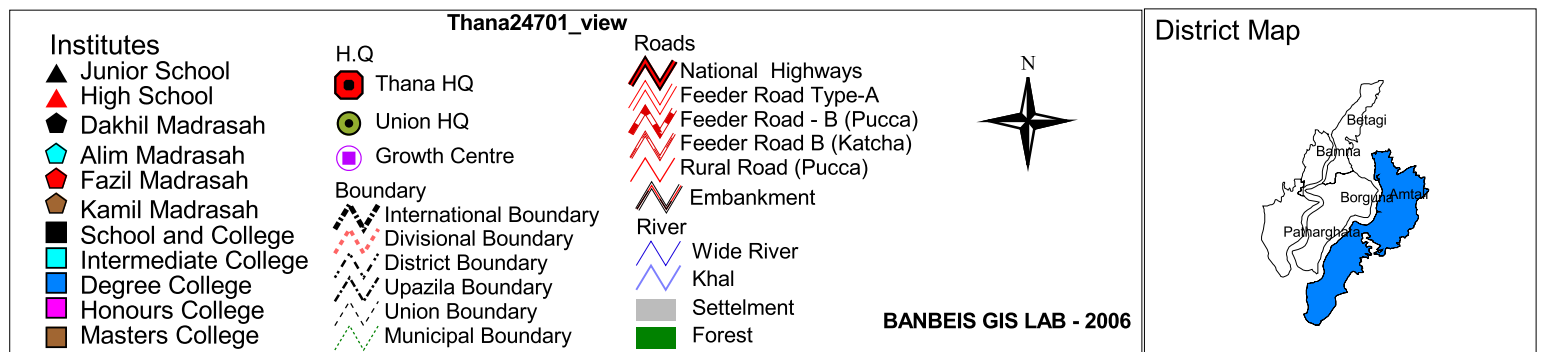 Thana24701_view
Institutes
Junior School
High School
Dakhil Madrasah
Alim Madrasah
Fazil Madrasah
Kamil Madrasah
School and College
Intermediate College
Degree College
Honours College
Masters College
H.Q
Thana HQ
Union HQ
Growth Centre
Boundary
International Boundary
Divisional Boundary
District Boundary
Upazila Boundary
Union Boundary
Municipal Boundary
Roads
National Highways
Feeder Road Type-A
Feeder Road - B (Pucca)
Feeder Road B (Katcha)
Rural Road (Pucca)
Embankment
River
Wide River
Khal
Settelment
Forest
N
BANBEIS GIS LAB - 2006
District Map
Betagi
Bamna
Borguna
Amtali
Patharghata